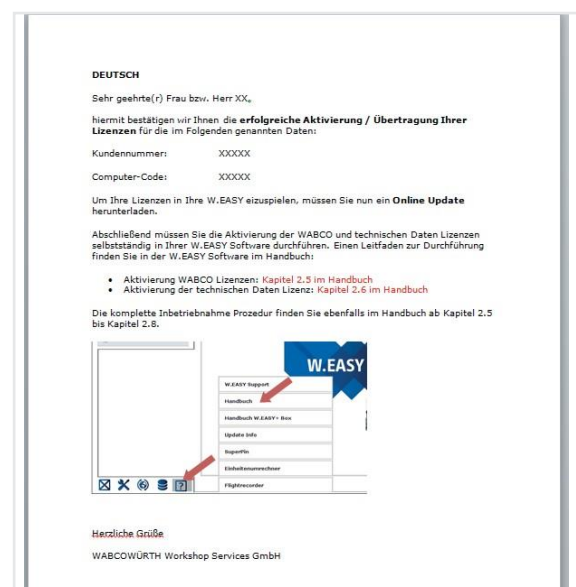 DEUTSCH
Sehr geehrte(r) Frau bzw. Herr XX,
hiermit bestätigen wir Ihnen die erfolgreiche Aktivierung / Übertragung Ihrer
Lizenzen für die im Folgenden genannten Daten:
Kundennummer: XXXXX
Computer-Code: XXXXX
Um Ihre Lizenzen in Ihre W.EASY eizuspielen, müssen Sie nun ein Online Update
herunterladen.
Abschließend müssen Sie die Aktivierung der WABCO und technischen Daten Lizenzen
selbstständig in Ihrer W.EASY Software durchführen. Einen Leitfaden zur Durchführung
finden Sie in der W.EASY Software im Handbuch:
• Aktivierung WABCO Lizenzen: Kapitel 2.5 im Handbuch
• Aktivierung der technischen Daten Lizenz: Kapitel 2.6 im Handbuch
Die komplette Inbetriebnahme Prozedur finden Sie ebenfalls im Handbuch ab Kapitel 2.5
bis Kapitel 2.8.
W.EASY
W.EASY Support
Handbuch
Handbuch W.EASY+ Box
Update Info
SuperPin
Einheitenumrechner
Flightrecorder
?
Herzliche Grüße
WABCOWÜRTH Workshop Services GmbH